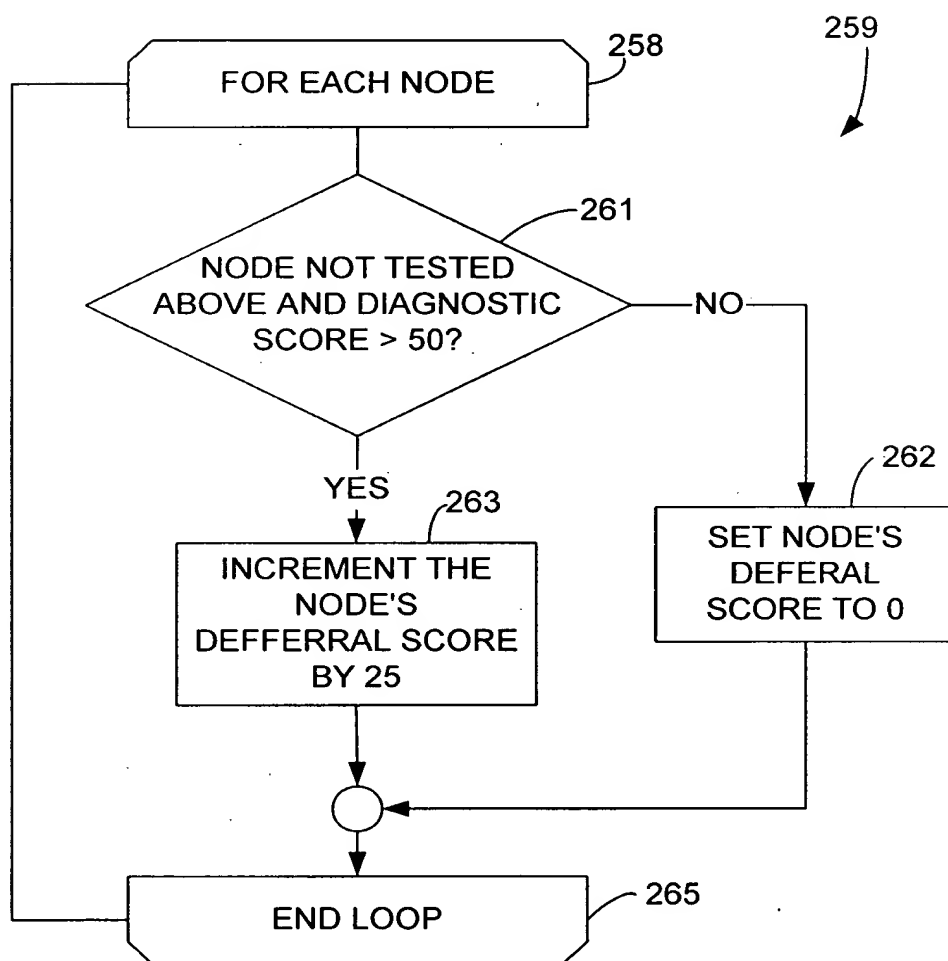 258
259
FOR EACH NODE
261
NODE NOT TESTED
ABOVE AND DIAGNOSTIC
SCORE > 50?
NO
YES
262
263
SET NODE'S
DEFERAL
SCORE TO 0
INCREMENT THE
NODE'S
DEFFERRAL SCORE
BY 25
END LOOP
265